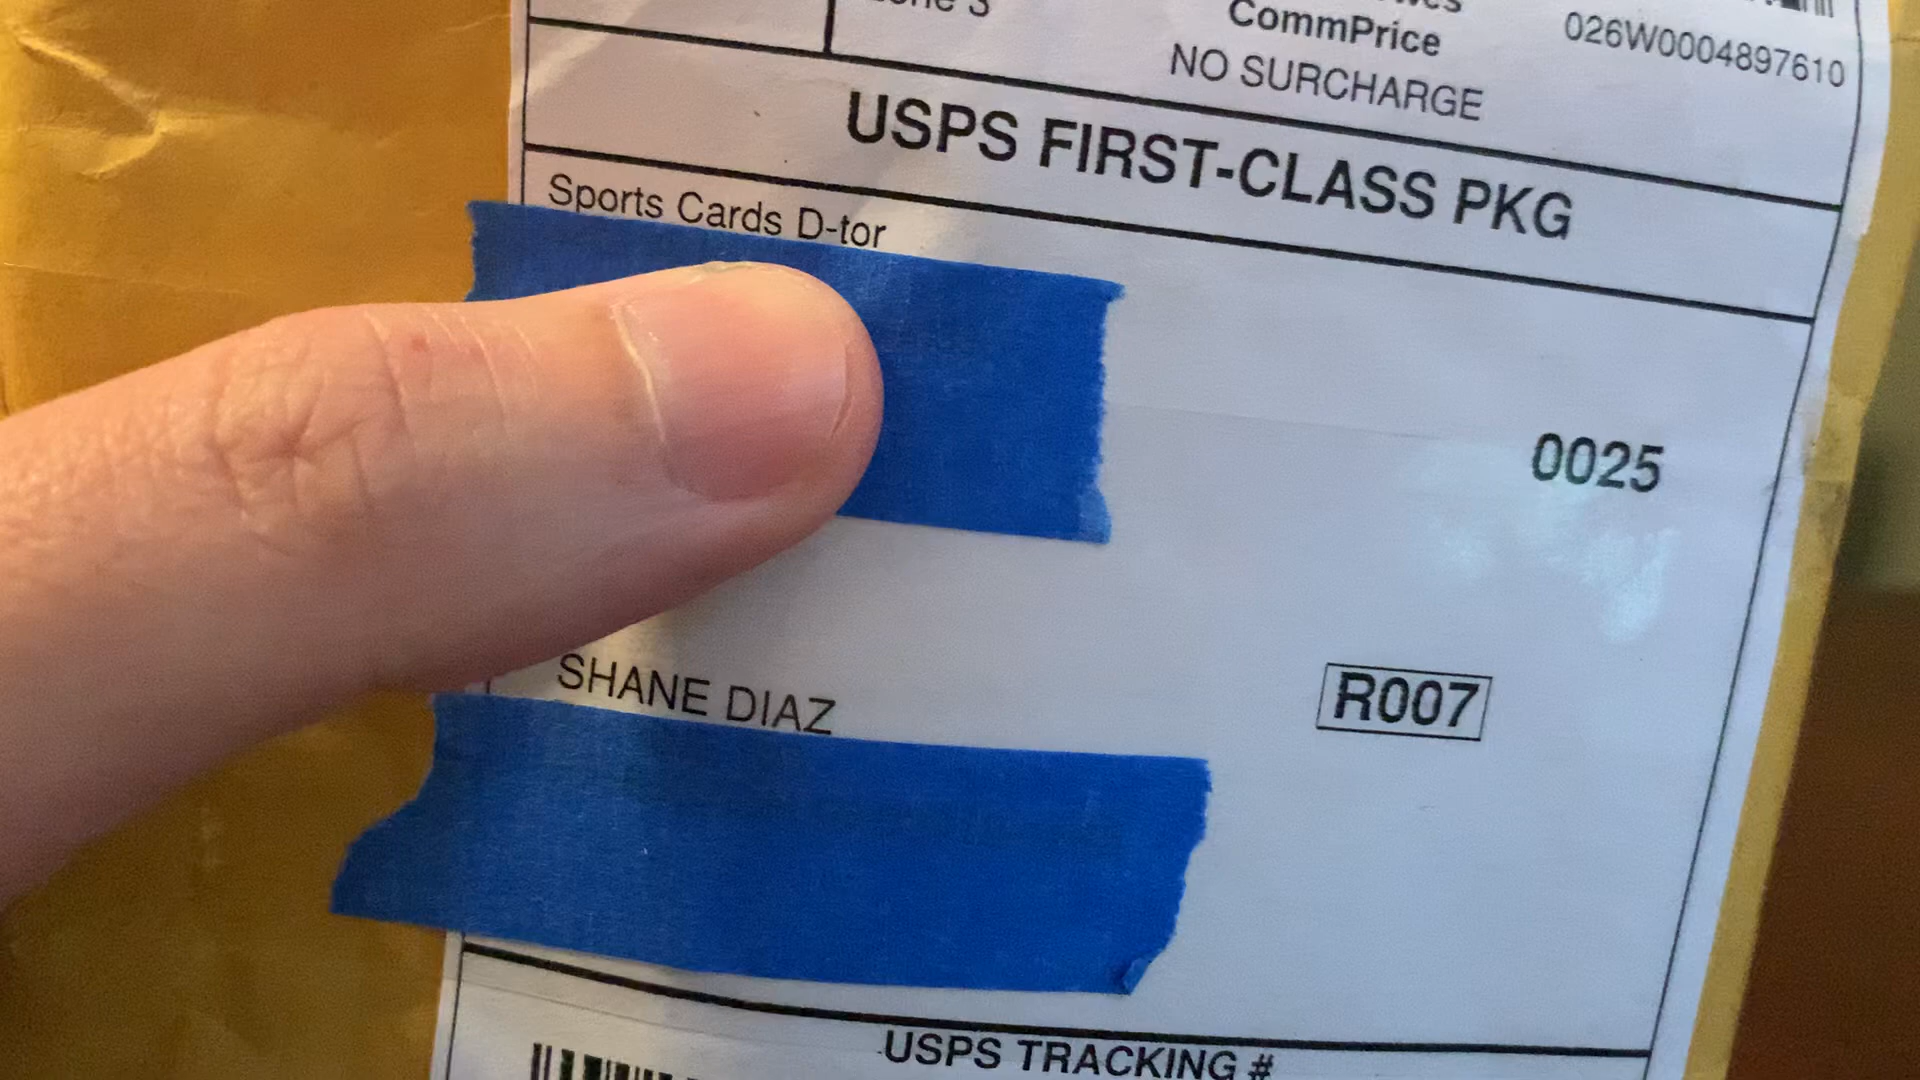 CommPrice
026W0004897610
NO SURCHARGE
USPS FIRST-CLASS PKG
Sports Cards D-tor
0025
SHANE DIAZ
R007
USPS TRACKING #